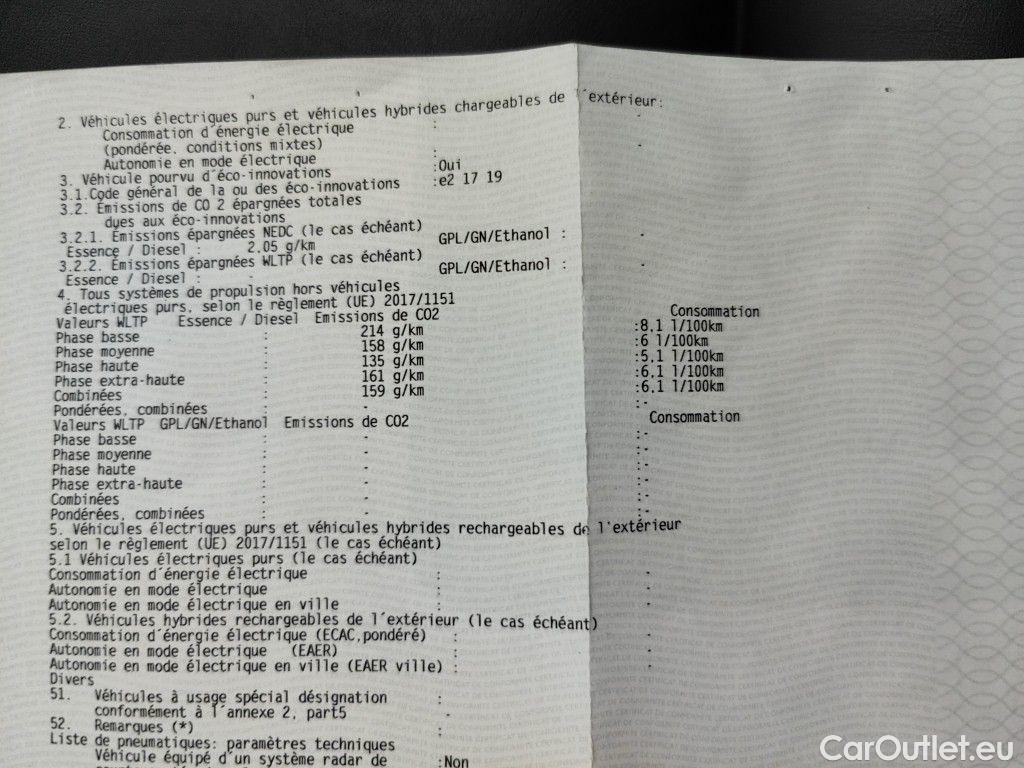 2. Véhicules électriques purs et véhicules hybrides chargeables de l'extérieur:
Consommation d'énergie électrique : -
(pondérée, conditions mixtes)
Autonomie en mode électrique : -
3. Véhicule pourvu d'éco-innovations :Oui
3.1.Code général de la ou des éco-innovations :e2 17 19
3.2. Émissions de CO 2 épargnées totales
dues aux éco-innovations
3.2.1. Émissions épargnées NEDC (le cas échéant)
Essence / Diesel : 2.05 g/km GPL/GN/Ethanol : -
3.2.2. Émissions épargnées WLTP (le cas échéant)
Essence / Diesel : - GPL/GN/Ethanol : -
4. Tous systèmes de propulsion hors véhicules
électriques purs, selon le règlement (UE) 2017/1151
Valeurs WLTP Essence / Diesel Emissions de CO2 Consommation
Phase basse : 214 g/km :8,1 l/100km
Phase moyenne : 158 g/km :6 l/100km
Phase haute : 135 g/km :5,1 l/100km
Phase extra-haute : 161 g/km :6,1 l/100km
Combinées : 159 g/km :6,1 l/100km
Pondérées, combinées : - :-
Valeurs WLTP GPL/GN/Ethanol Emissions de CO2 Consommation
Phase basse : - :-
Phase moyenne : - :-
Phase haute : - :-
Phase extra-haute : - :-
Combinées : - :-
Pondérées, combinées : - :-
5. Véhicules électriques purs et véhicules hybrides rechargeables de l'extérieur
selon le règlement (UE) 2017/1151 (le cas échéant)
5.1 Véhicules électriques purs (le cas échéant)
Consommation d'énergie électrique : -
Autonomie en mode électrique : -
Autonomie en mode électrique en ville : -
5.2. Véhicules hybrides rechargeables de l'extérieur (le cas échéant)
Consommation d'énergie électrique (ECAC,pondéré) : -
Autonomie en mode électrique (EAER) : -
Autonomie en mode électrique en ville (EAER ville) : -
Divers
51. Véhicules à usage spécial désignation :
conformément à l'annexe 2, part5 -
52. Remarques (*) :
Liste de pneumatiques: paramètres techniques
Véhicule équipé d'un système radar de :Non
CarOutlet.eu